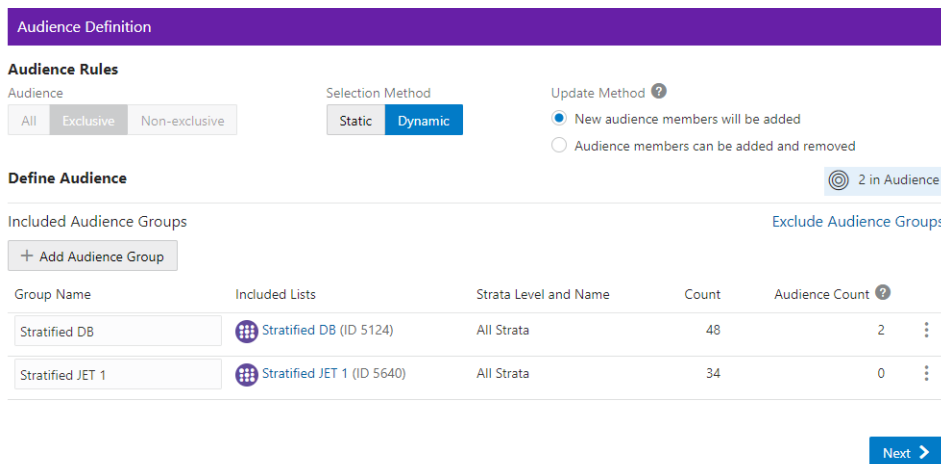 Audience Definition
Audience Rules
Audience
Selection Method
Update Method ?
All
Exclusive
Non-exclusive
Static
Dynamic
New audience members will be added
Audience members can be added and removed
Define Audience
2 in Audience
Included Audience Groups
Exclude Audience Groups
+ Add Audience Group
Group Name Included Lists Strata Level and Name Count Audience Count ?
Stratified DB Stratified DB (ID 5124) All Strata 48 2
Stratified JET 1 Stratified JET 1 (ID 5640) All Strata 34 0
Next